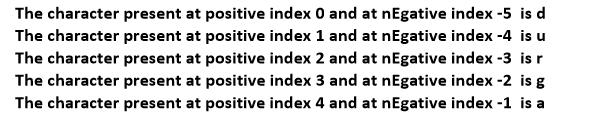 The character present at positive index 0 and at nEgative index -5  is d
The character present at positive index 1 and at nEgative index -4  is u
The character present at positive index 2 and at nEgative index -3  is r
The character present at positive index 3 and at nEgative index -2  is g
The character present at positive index 4 and at nEgative index -1  is a